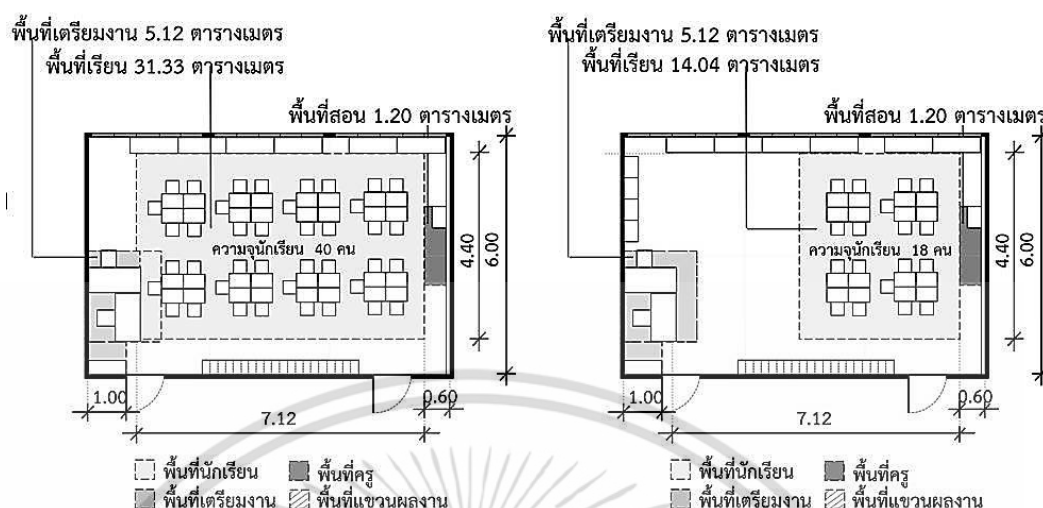 พื้นที่เตรียมงาน 5.12 ตารางเมตร
พื้นที่เรียน 31.33 ตารางเมตร
พื้นที่สอน 1.20 ตารางเมตร
ความจุนักเรียน 40 คน
4.40
6.00
1.00
0.60
7.12
พื้นที่นักเรียน
พื้นที่ครู
พื้นที่เตรียมงาน
พื้นที่แขวนผลงาน
พื้นที่เตรียมงาน 5.12 ตารางเมตร
พื้นที่เรียน 14.04 ตารางเมตร
พื้นที่สอน 1.20 ตารางเมตร
ความจุนักเรียน 18 คน
4.40
6.00
1.00
0.60
7.12
พื้นที่นักเรียน
พื้นที่ครู
พื้นที่เตรียมงาน
พื้นที่แขวนผลงาน